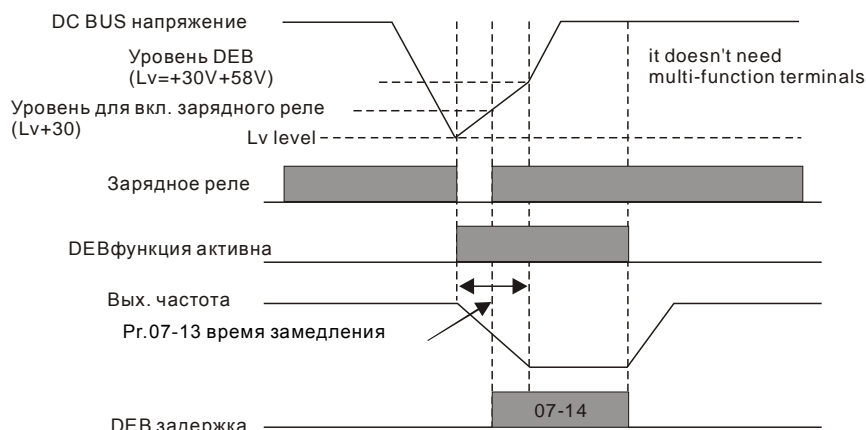 DC BUS напряжение
Уровень DEB
(Lv=+30V+58V)
it doesn't need
multi-function terminals
Уровень для вкл. зарядного реле
(Lv+30)
Lv level
Зарядное реле
DEBфункция активна
Вых. частота
Pr.07-13 время замедления
07-14
DEB задержка